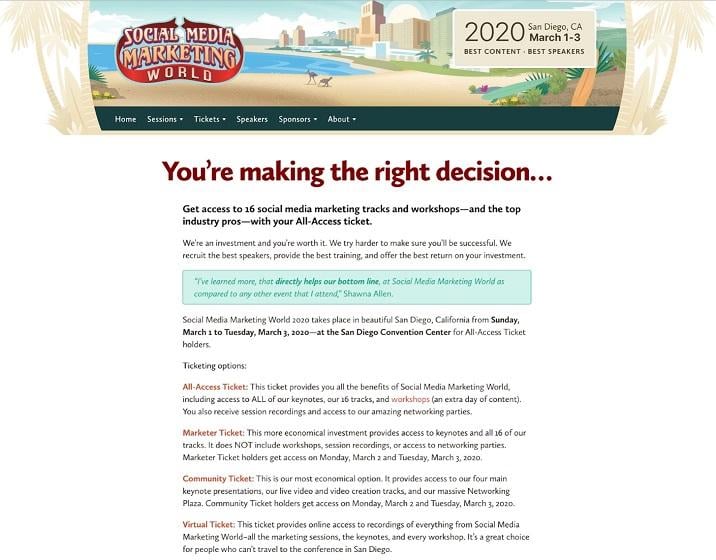 SOCIAL MEDIA
MARKETING
WORLD
2020 San Diego, CA
March 1-3
BEST CONTENT · BEST SPEAKERS
Home Sessions Tickets Speakers Sponsors About
You're making the right decision...
Get access to 16 social media marketing tracks and workshops—and the top
industry pros—with your All-Access ticket.
We're an investment and you're worth it. We try harder to make sure you'll be successful. We
recruit the best speakers, provide the best training, and offer the best return on your investment.
"I've learned more, that directly helps our bottom line, at Social Media Marketing World as
compared to any other event that I attend," Shawna Allen.
Social Media Marketing World 2020 takes place in beautiful San Diego, California from Sunday,
March 1 to Tuesday, March 3, 2020—at the San Diego Convention Center for All-Access Ticket
holders.
Ticketing options:
All-Access Ticket: This ticket provides you all the benefits of Social Media Marketing World,
including access to ALL of our keynotes, our 16 tracks, and workshops (an extra day of content).
You also receive session recordings and access to our amazing networking parties.
Marketer Ticket: This more economical investment provides access to keynotes and all 16 of our
tracks. It does NOT include workshops, session recordings, or access to networking parties.
Marketer Ticket holders get access on Monday, March 2 and Tuesday, March 3, 2020.
Community Ticket: This is our most economical option. It provides access to our four main
keynote presentations, our live video and video creation tracks, and our massive Networking
Plaza. Community Ticket holders get access on Monday, March 2 and Tuesday, March 3, 2020.
Virtual Ticket: This ticket provides online access to recordings of everything from Social Media
Marketing World–all the marketing sessions, the keynotes, and every workshop. It's a great choice
for people who can't travel to the conference in San Diego.